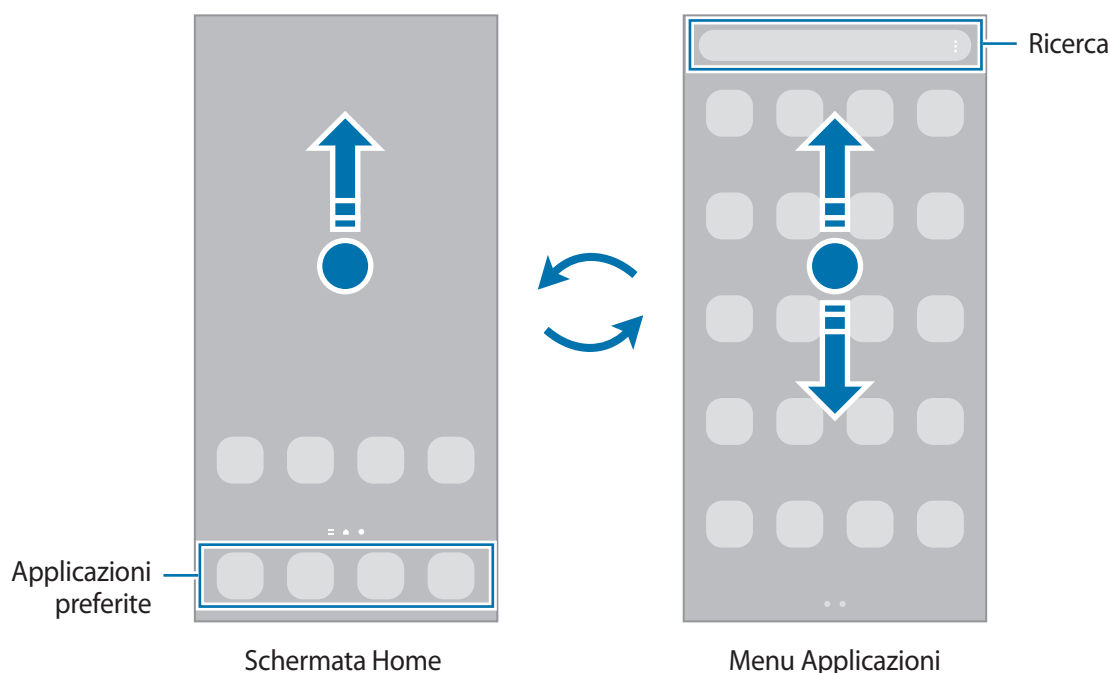 Ricerca
Applicazioni
preferite
Schermata Home
Menu Applicazioni